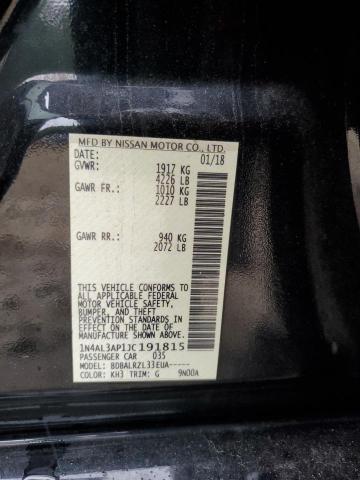 MFD BY NISSAN MOTOR CO., LTD.
DATE: 01/18
GVWR: 1917 KG
4226 LB
GAWR FR: 1010 KG
2227 LB
GAWR RR: 940 KG
2072 LB
THIS VEHICLE CONFORMS TO
ALL APPLICABLE FEDERAL
MOTOR VEHICLE SAFETY,
BUMPER, AND THEFT
PREVENTION STANDARDS
IN EFFECT ON THE DATE OF
MANUFACTURE SHOWN ABOVE.
1N4AL3AP1JC191815
PASSENGER CAR 035
MODEL: BDBALRZL33EUA-----
COLOR: KH3 TRIM: G 9N00A